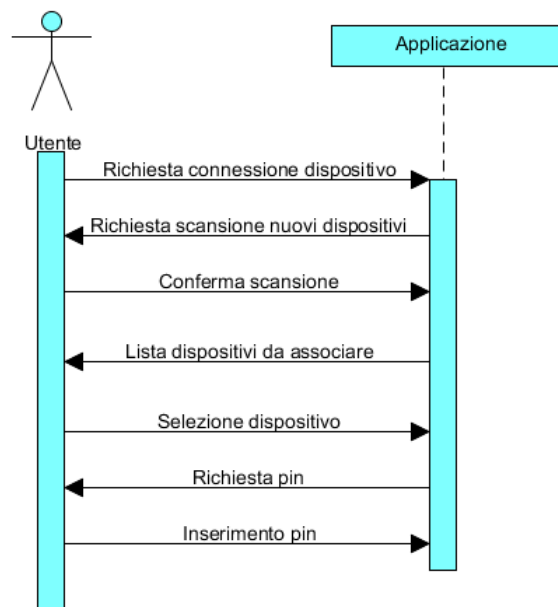 Applicazione
Utente
Richiesta connessione dispositivo
Richiesta scansione nuovi dispositivi
Conferma scansione
Lista dispositivi da associare
Selezione dispositivo
Richiesta pin
Inserimento pin